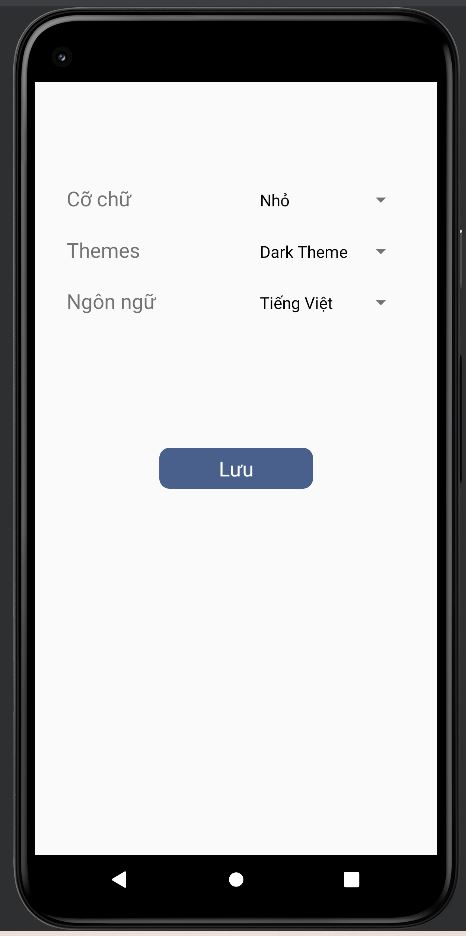 Cỡ chữ Nhỏ
Themes Dark Theme
Ngôn ngữ Tiếng Việt
Lưu